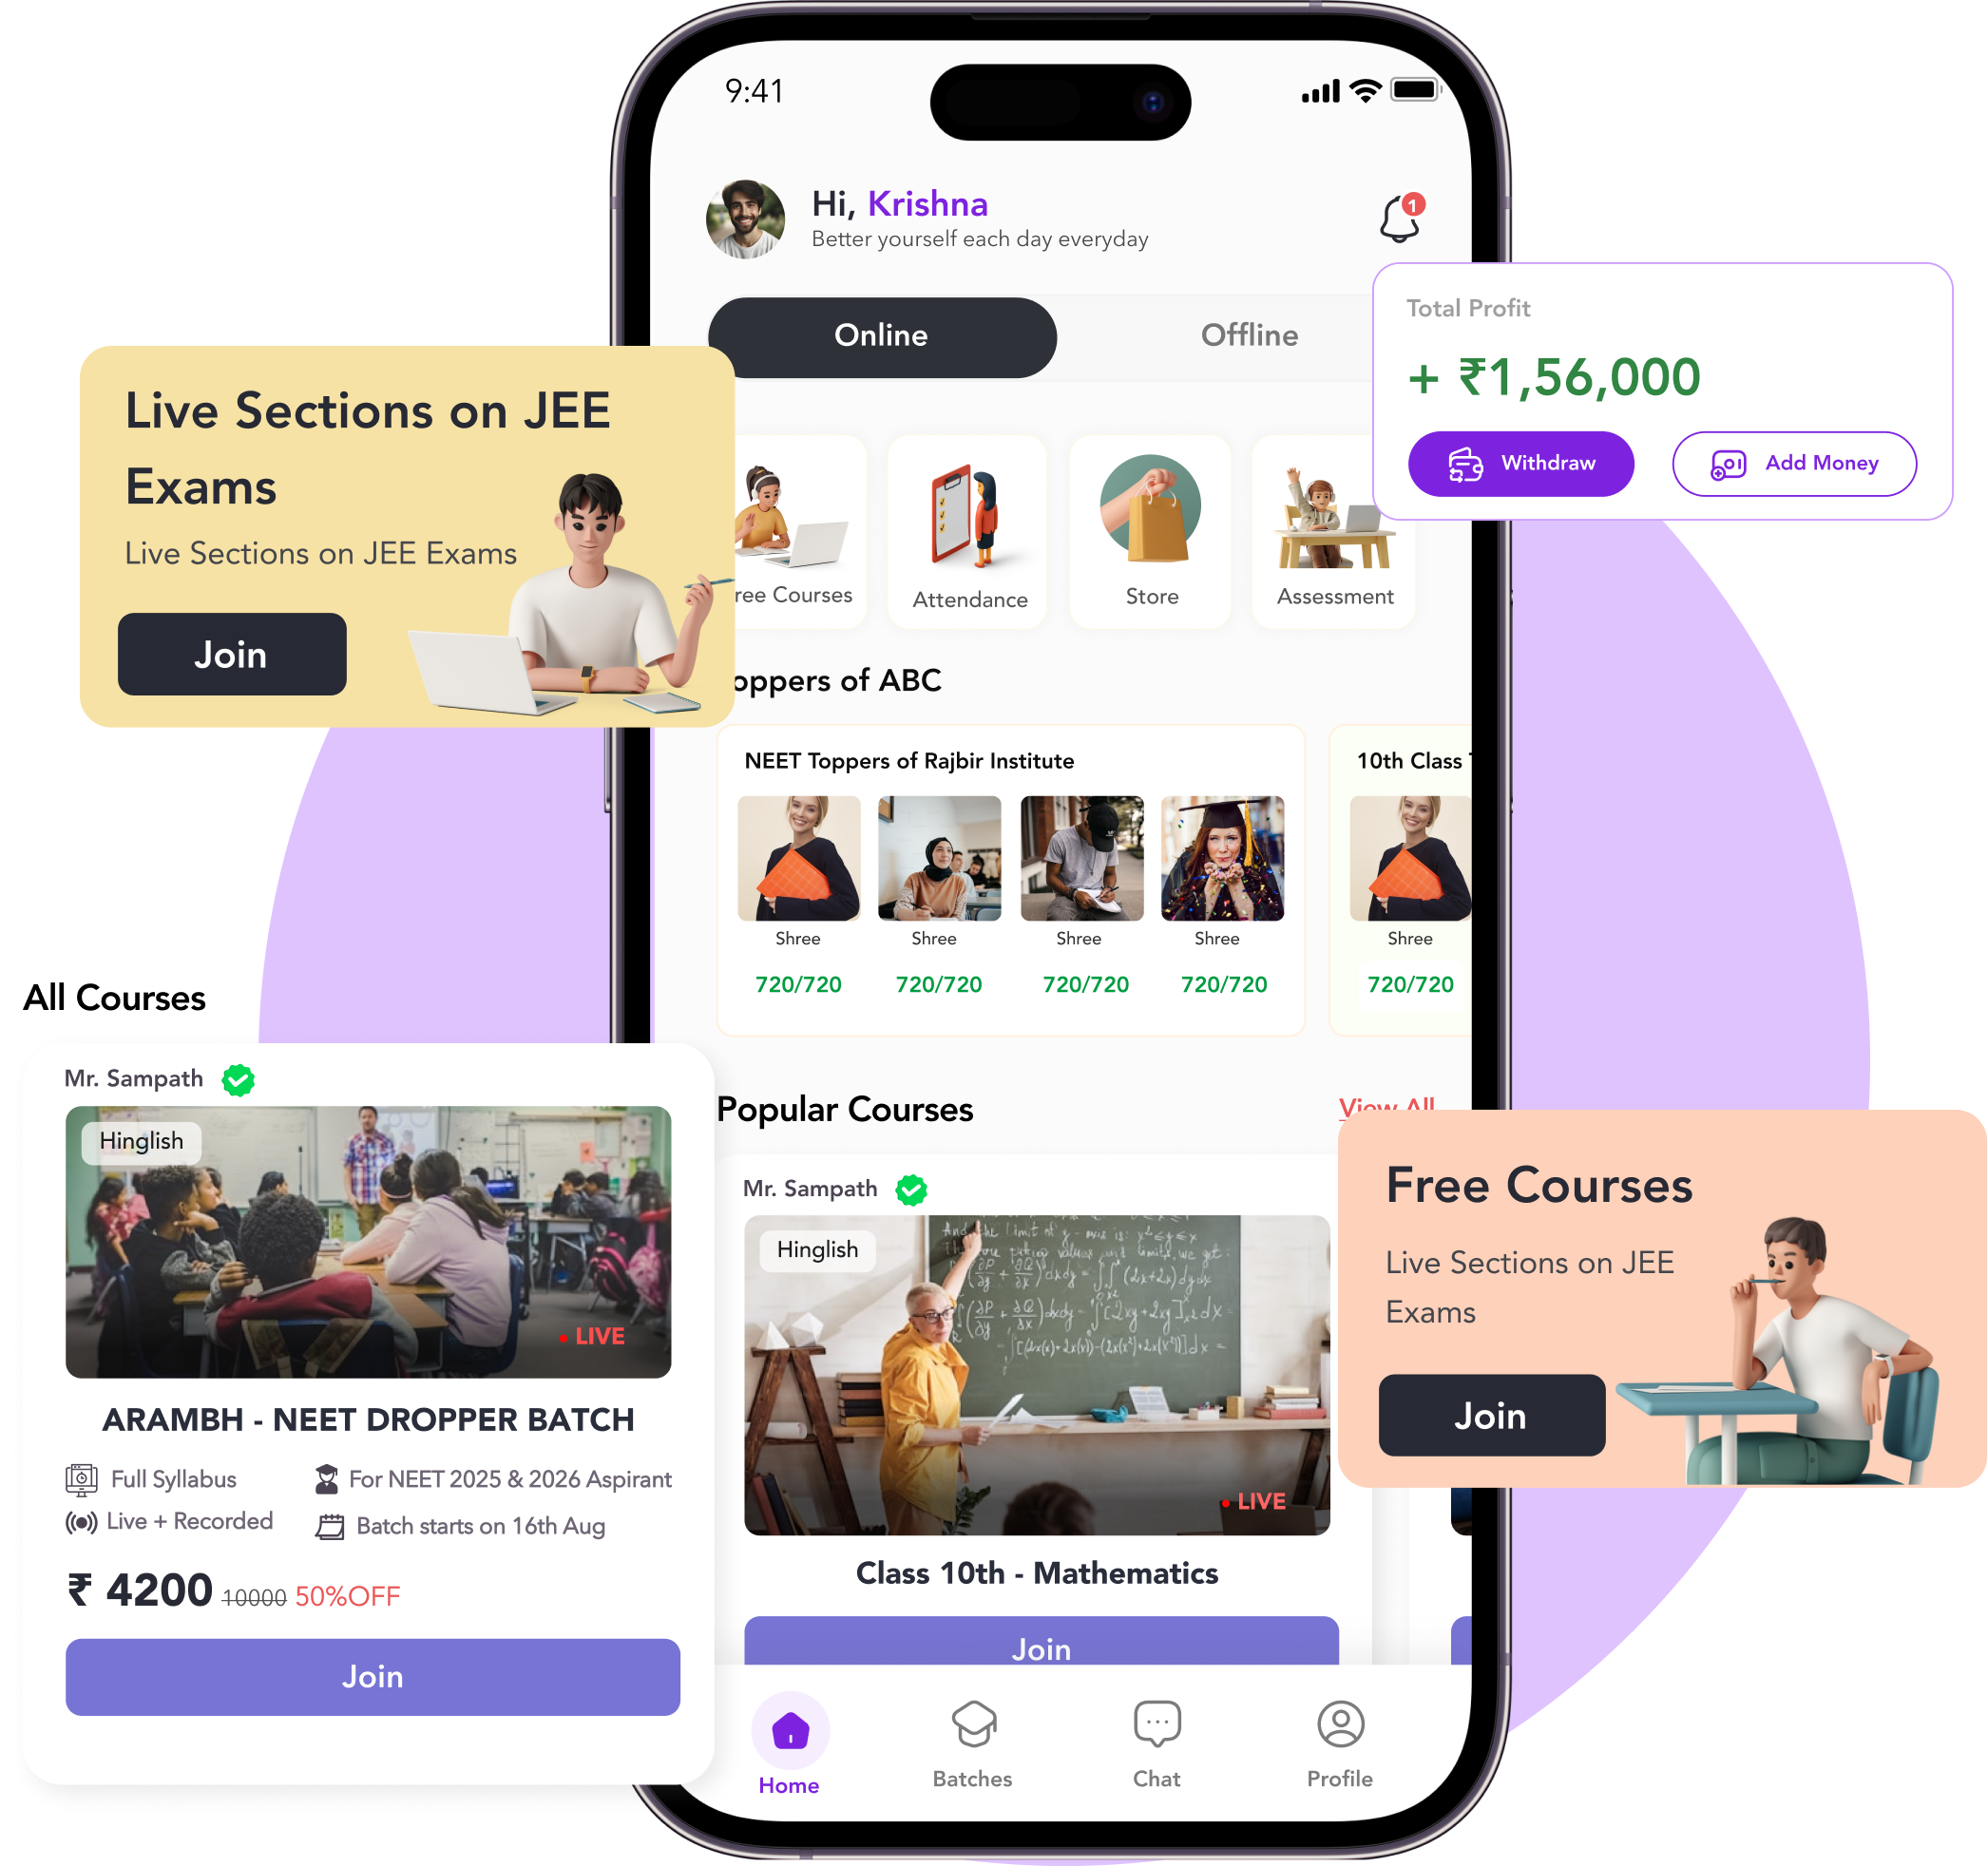 9:41
Hi, Krishna
Better yourself each day everyday
1
Online
Offline
Total Profit
+ ₹1,56,000
Withdraw
Add Money
Live Sections on JEE
Exams
Live Sections on JEE Exams
Join
ree Courses
Attendance
Store
Assessment
oppers of ABC
NEET Toppers of Rajbir Institute
Shree
Shree
Shree
Shree
720/720
720/720
720/720
720/720
10th Class
Shree
720/720
All Courses
Mr. Sampath
Hinglish
LIVE
ARAMBH - NEET DROPPER BATCH
Full Syllabus
For NEET 2025 & 2026 Aspirant
Live + Recorded
Batch starts on 16th Aug
₹ 4200 10000 50%OFF
Join
Popular Courses
View All
Mr. Sampath
Hinglish
LIVE
Class 10th - Mathematics
Join
Free Courses
Live Sections on JEE
Exams
Join
Home
Batches
Chat
Profile